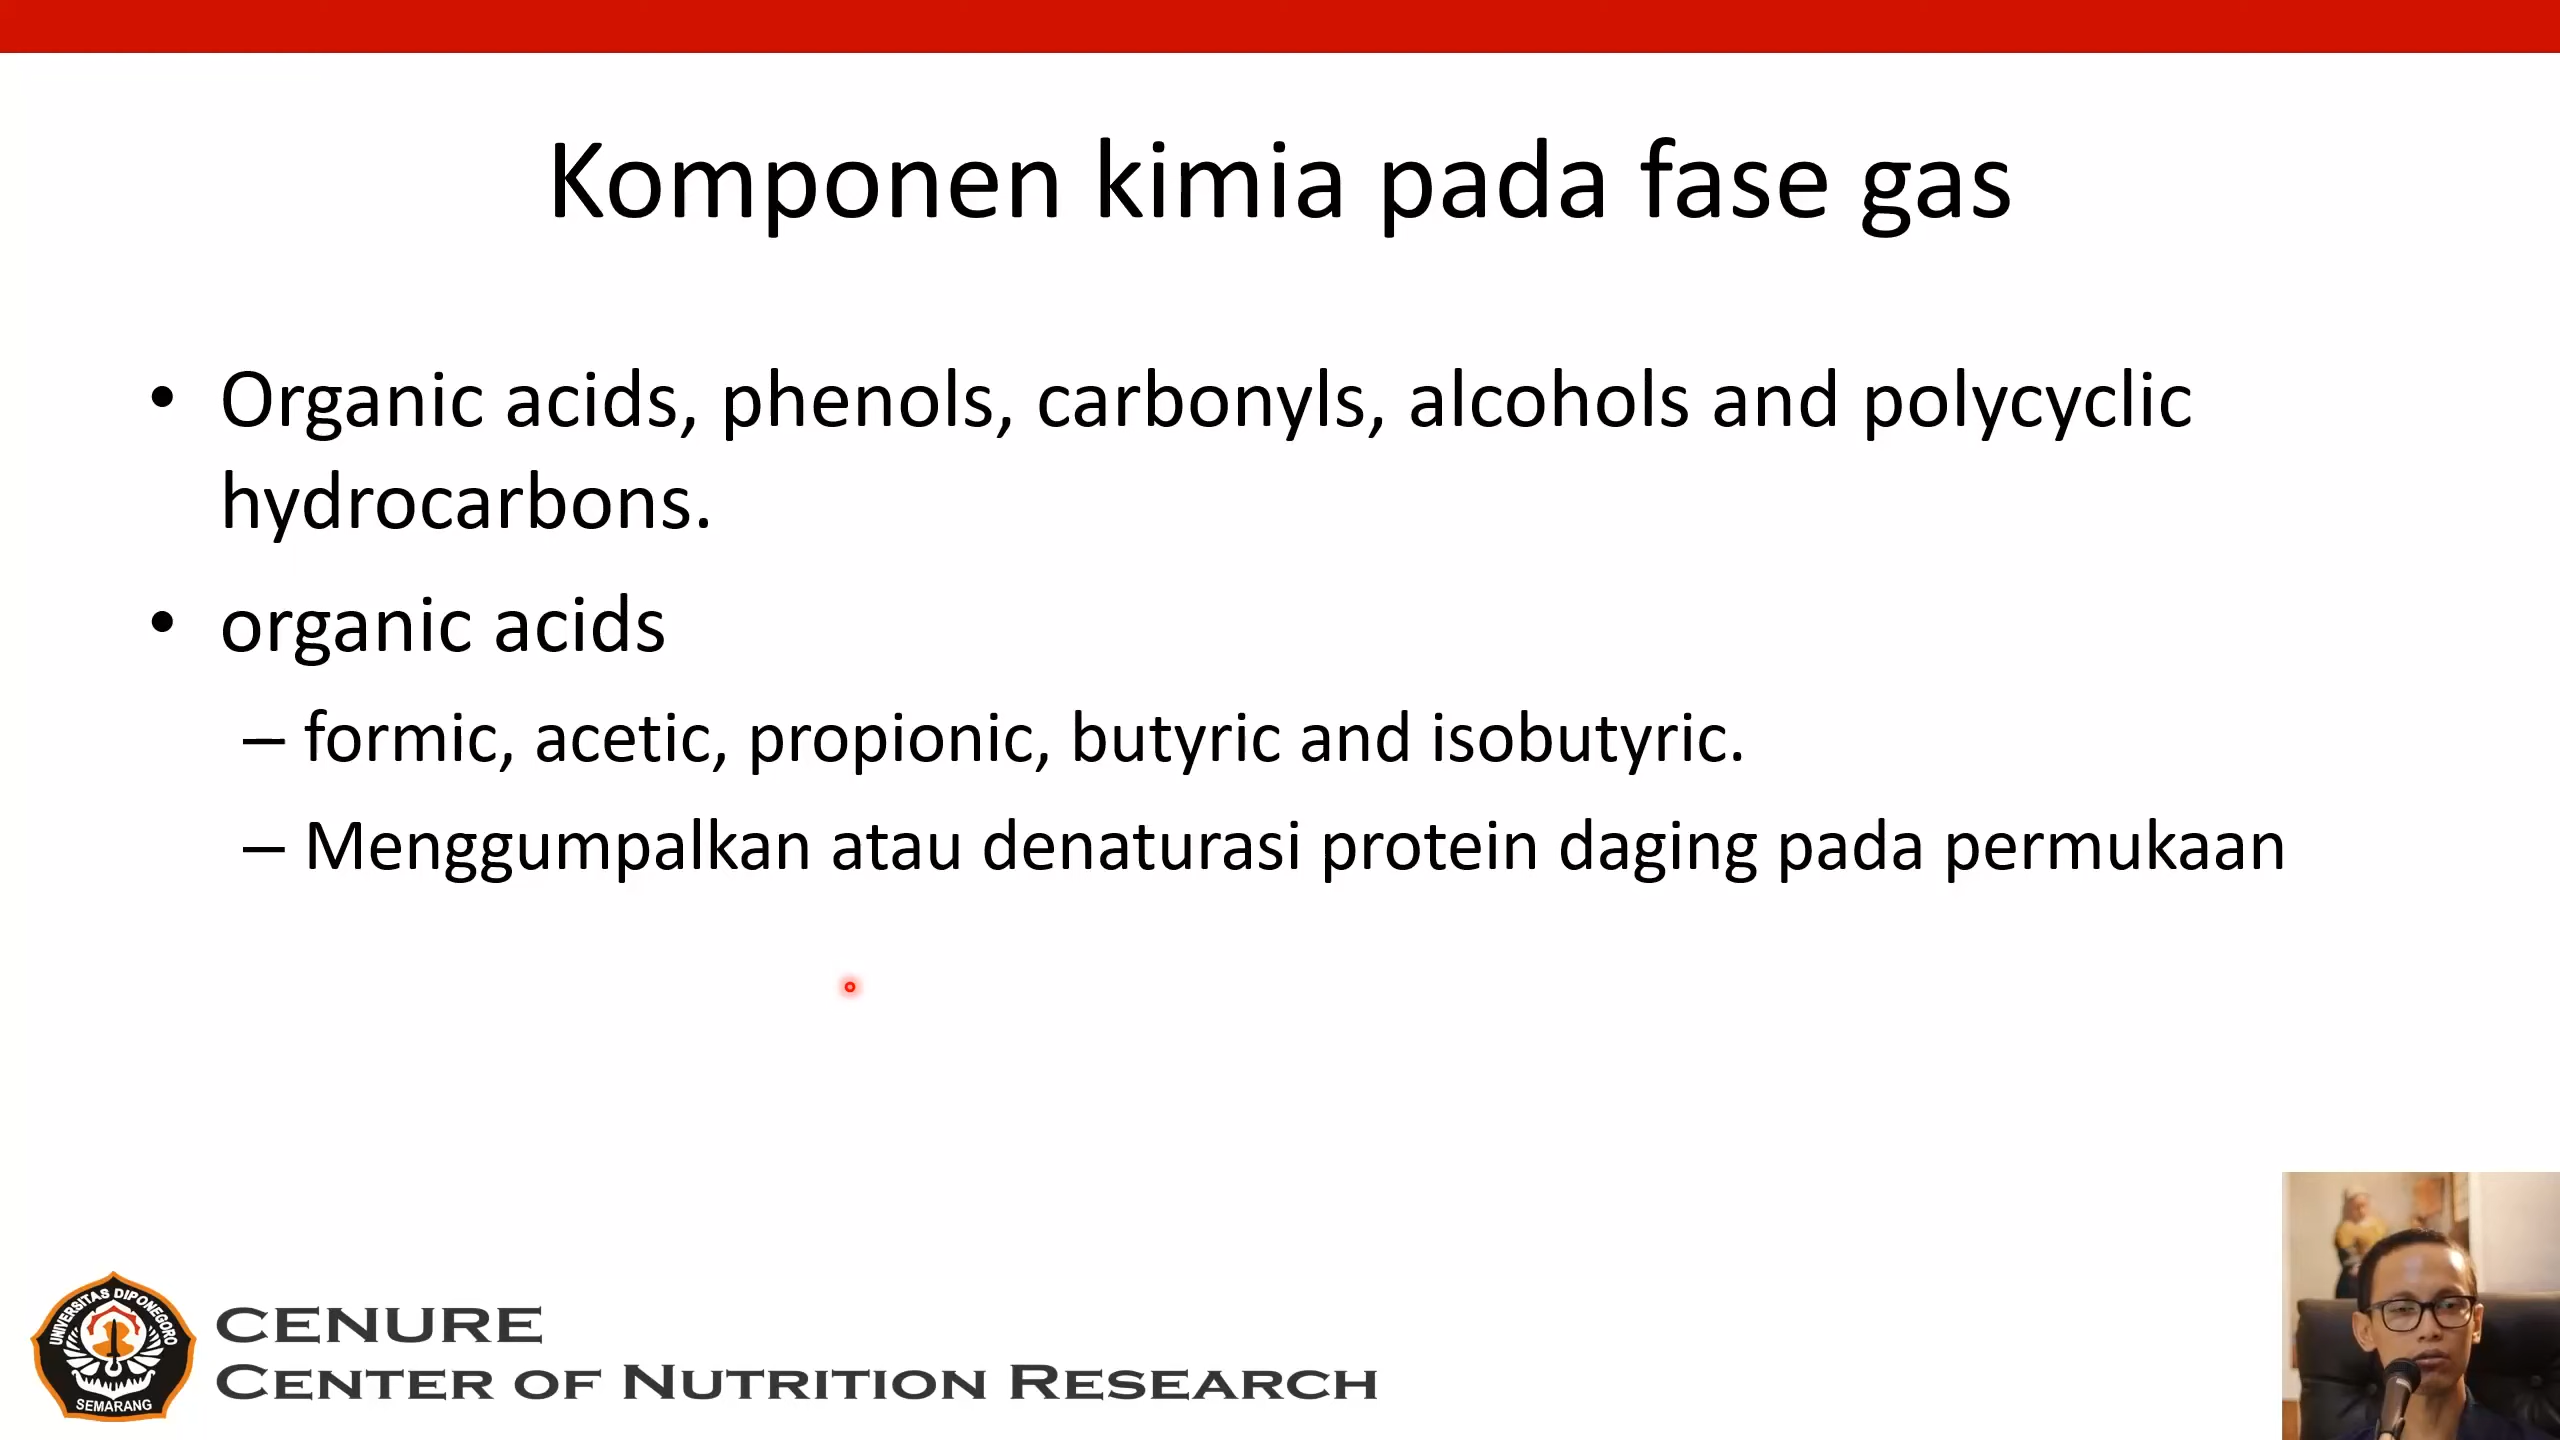 Komponen kimia pada fase gas
• Organic acids, phenols, carbonyls, alcohols and polycyclic
hydrocarbons.
• organic acids
– formic, acetic, propionic, butyric and isobutyric.
– Menggumpalkan atau denaturasi protein daging pada permukaan
UNIVERSITAS DIPONEGORO
SEMARANG
CENURE
CENTER OF NUTRITION RESEARCH